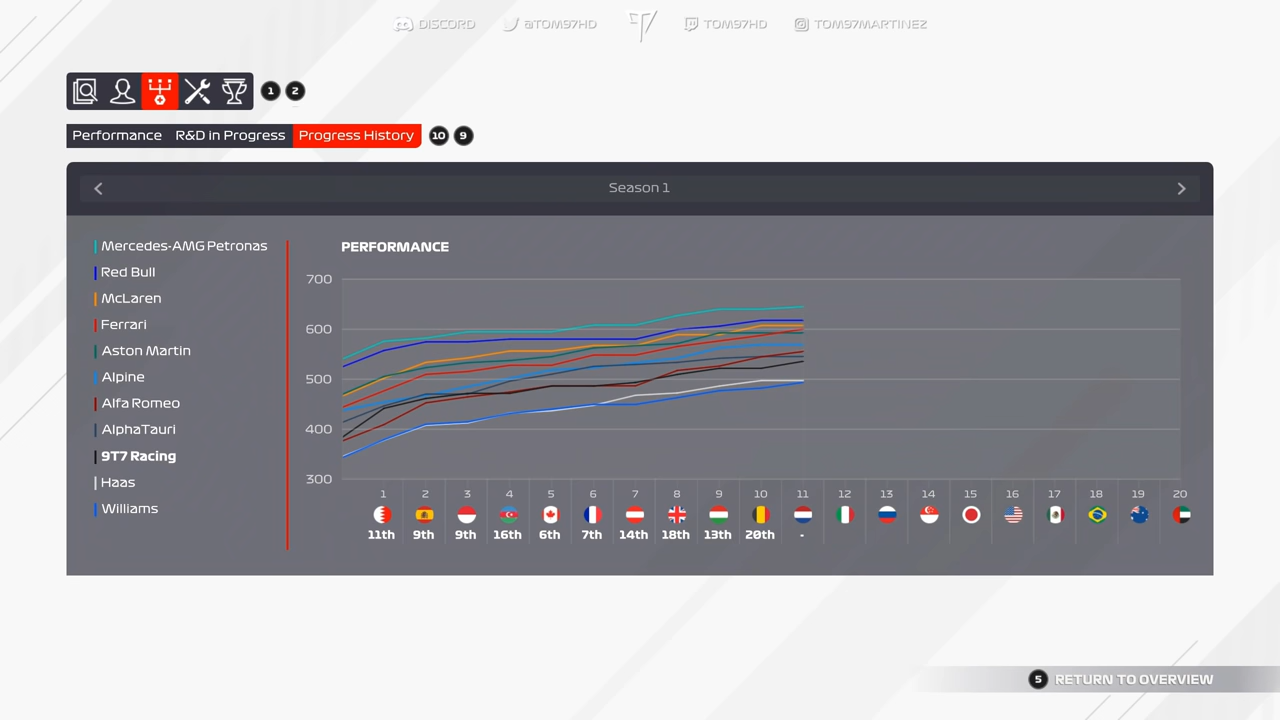 DISCORD @TOM97HD TOM97HD TOM97MARTINEZ
1 2
Performance R&D in Progress Progress History 10 9
Season 1
Mercedes-AMG Petronas
Red Bull
McLaren
Ferrari
Aston Martin
Alpine
Alfa Romeo
AlphaTauri
9T7 Racing
Haas
Williams
PERFORMANCE
700
600
500
400
300
1 2 3 4 5 6 7 8 9 10 11 12 13 14 15 16 17 18 19 20
11th 9th 9th 16th 6th 7th 14th 18th 13th 20th -
5 RETURN TO OVERVIEW